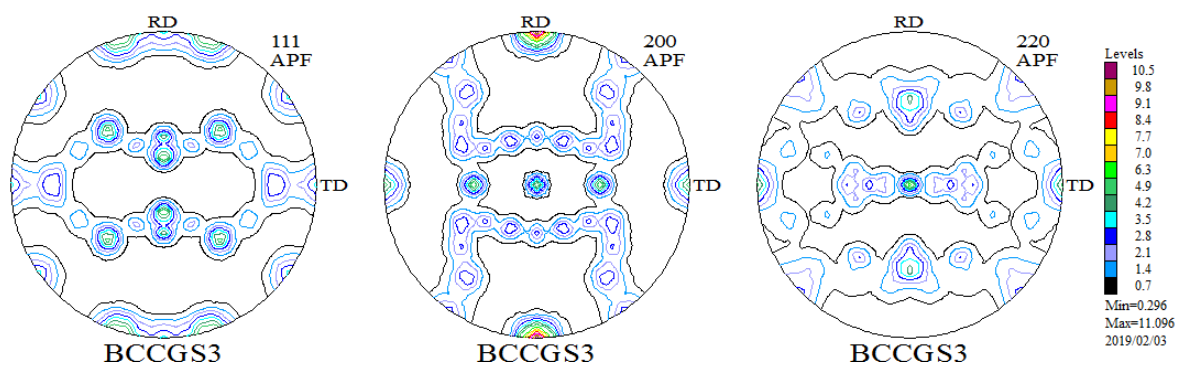 RD
111
APF
TD
BCCGS3
RD
200
APF
TD
BCCGS3
RD
220
APF
TD
BCCGS3
Levels
10.5
9.8
9.1
8.4
7.7
7.0
6.3
4.9
4.2
3.5
2.8
2.1
1.4
0.7
Min=0.296
Max=11.096
2019/02/03